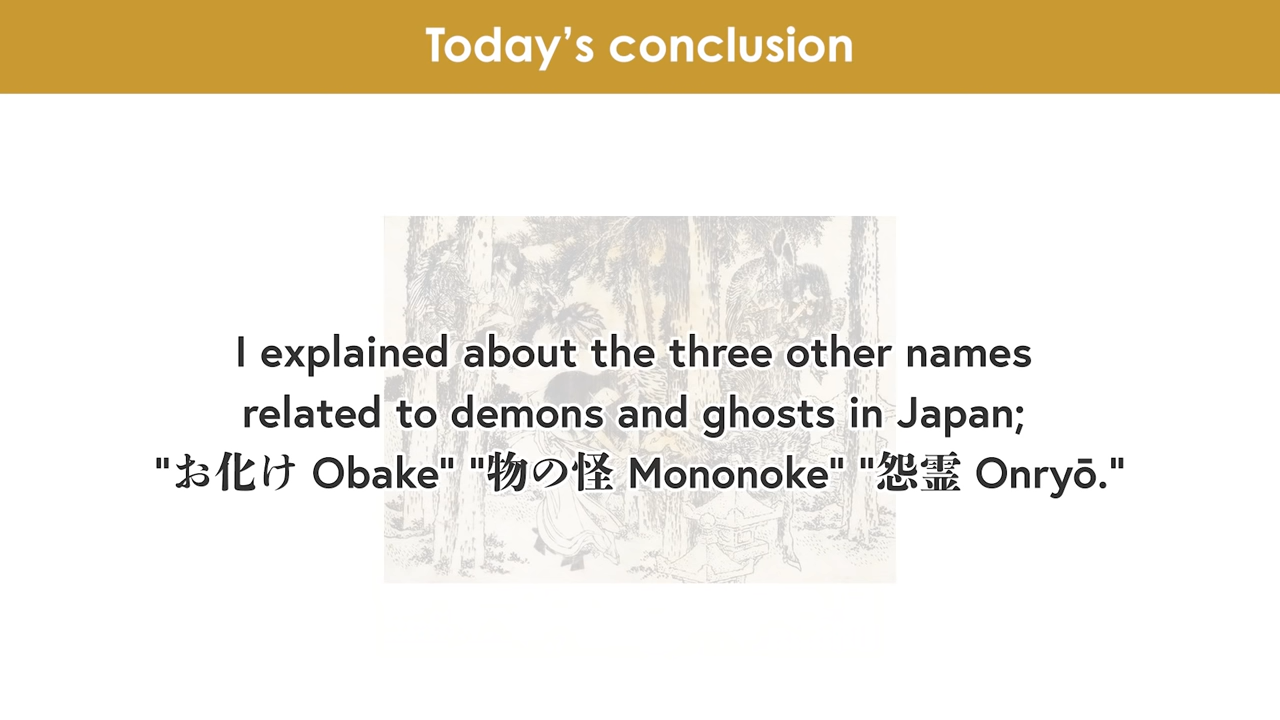 Today’s conclusion
I explained about the three other names
related to demons and ghosts in Japan;
"お化け Obake" "物の怪 Mononoke" "怨霊 Onryō."